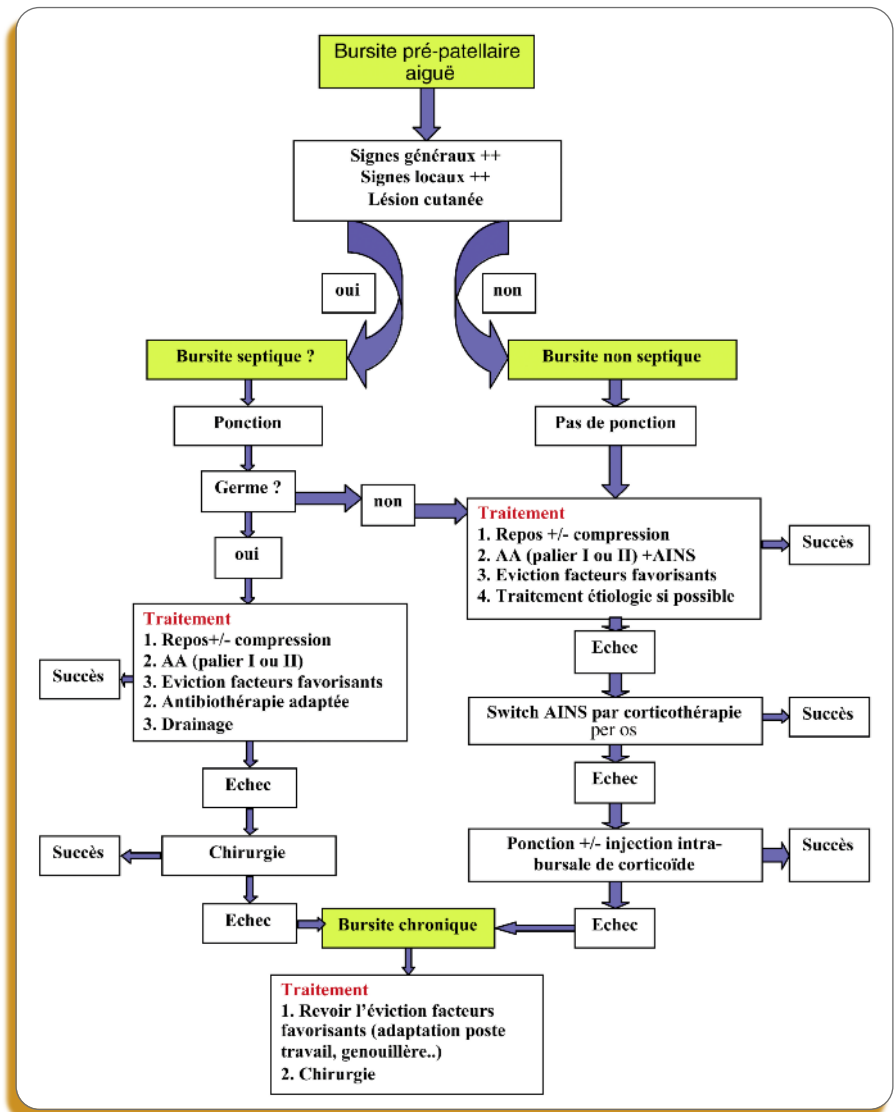 Bursite pré-patellaire
aiguë
Signes généraux ++
Signes locaux ++
Lésion cutanée
oui
non
Bursite septique ?
Bursite non septique
Ponction
Pas de ponction
Germe ?
non
oui
Traitement
1. Repos +/- compression
2. AA (palier I ou II) +AINS
3. Eviction facteurs favorisants
4. Traitement étiologie si possible
Succès
Traitement
1. Repos+/- compression
2. AA (palier I ou II)
3. Eviction facteurs favorisants
2. Antibiothérapie adaptée
3. Drainage
Succès
Echec
Switch AINS par corticothérapie
per os
Succès
Echec
Echec
Chirurgie
Succès
Ponction +/- injection intra-
bursale de corticoïde
Succès
Echec
Bursite chronique
Echec
Traitement
1. Revoir l'éviction facteurs
favorisants (adaptation poste
travail, genouillère..)
2. Chirurgie